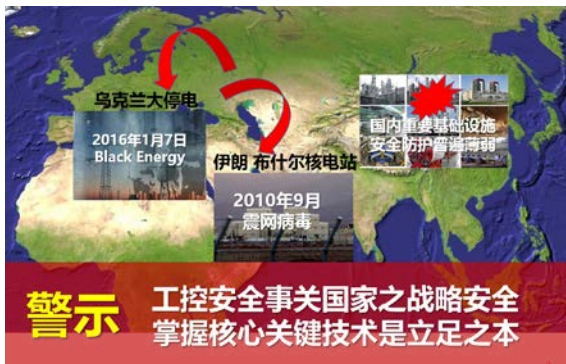 乌克兰大停电
2016年1月7日
Black Energy
伊朗 布什尔核电站
2010年9月
震网病毒
国内重要基础设施
安全防护普遍薄弱
警示
工控安全事关国家之战略安全
掌握核心关键技术是立足之本